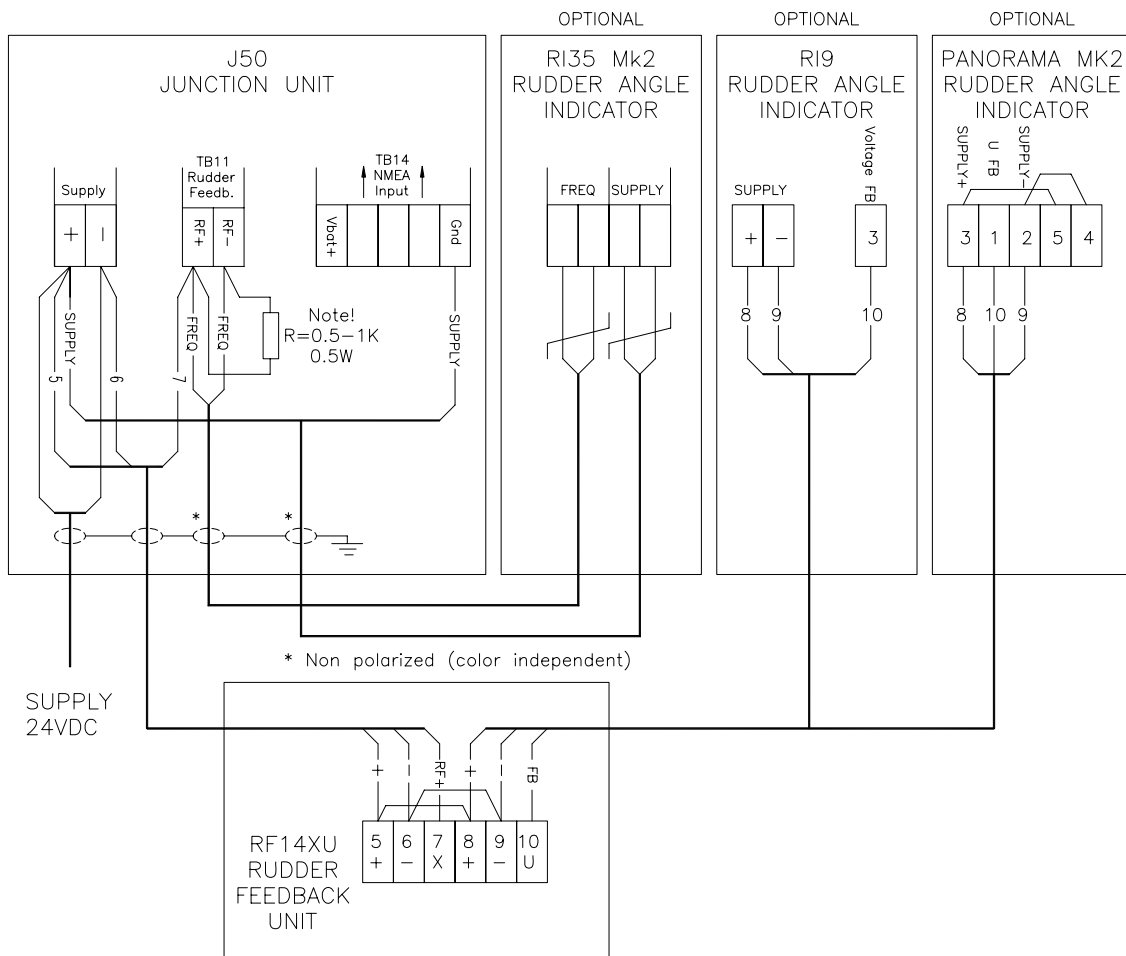 OPTIONAL
OPTIONAL
OPTIONAL
J50
JUNCTION UNIT
RI35 Mk2
RUDDER ANGLE
INDICATOR
RI9
RUDDER ANGLE
INDICATOR
PANORAMA MK2
RUDDER ANGLE
INDICATOR
Supply
+ -
TB11
Rudder
Feedb.
RF+ RF-
TB14
NMEA
Input
Vbat+ Gnd
FREQ SUPPLY
SUPPLY
+ -
Voltage FB
3
SUPPLY+ U FB SUPPLY-
3 1 2 5 4
8 9 10
8 10 9
SUPPLY
5 6 7
FREQ FREQ
Note!
R=0.5-1K
0.5W
SUPPLY
* *
* Non polarized (color independent)
SUPPLY
24VDC
+ - RF+ + - FB
5 6 7 8 9 10
+ - X + - U
RF14XU
RUDDER
FEEDBACK
UNIT